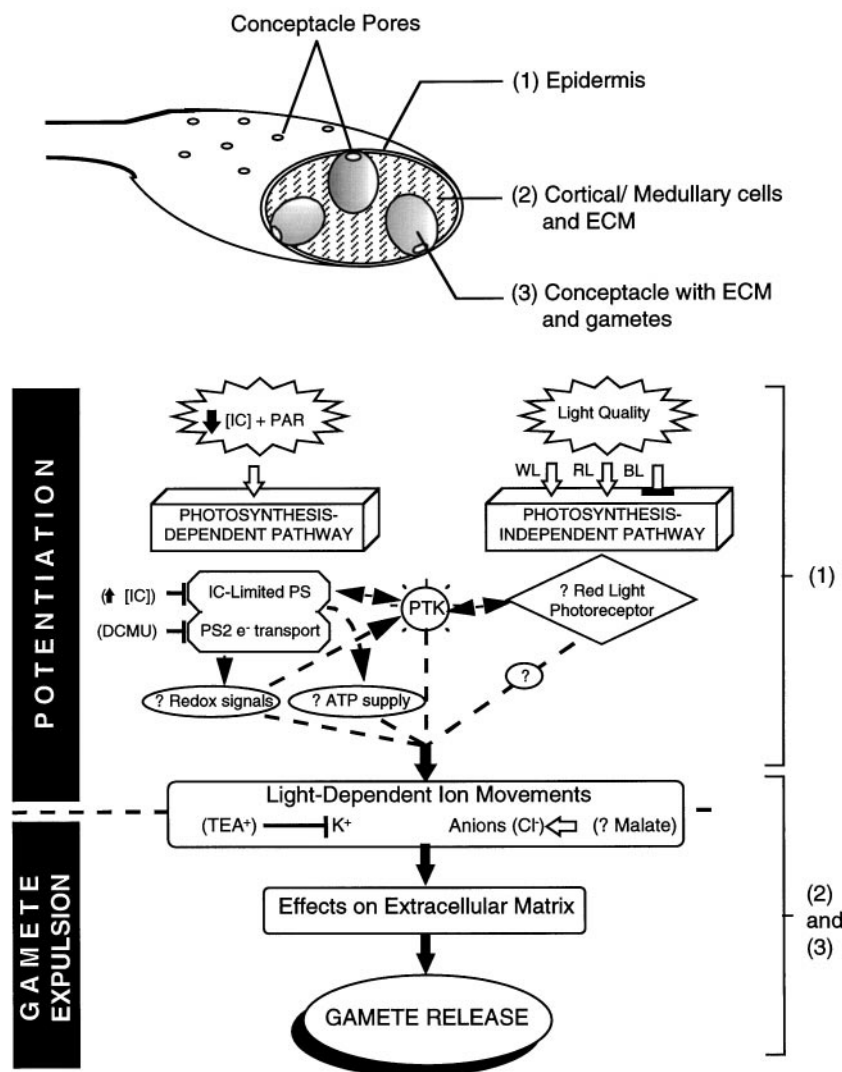 Conceptacle Pores
(1) Epidermis
(2) Cortical/ Medullary cells
and ECM
(3) Conceptacle with ECM
and gametes
POTENTIATION
[IC] + PAR
Light Quality
WL
RL
BL
PHOTOSYNTHESIS-
DEPENDENT PATHWAY
PHOTOSYNTHESIS-
INDEPENDENT PATHWAY
(1)
(⬆ [IC])
IC-Limited PS
PTK
? Red Light
Photoreceptor
(DCMU)
PS2 e⁻ transport
? Redox signals
? ATP supply
?
Light-Dependent Ion Movements
(TEA⁺)
K⁺
Anions (Cl⁻)
(? Malate)
GAMETE
EXPULSION
Effects on Extracellular Matrix
(2)
and
(3)
GAMETE RELEASE